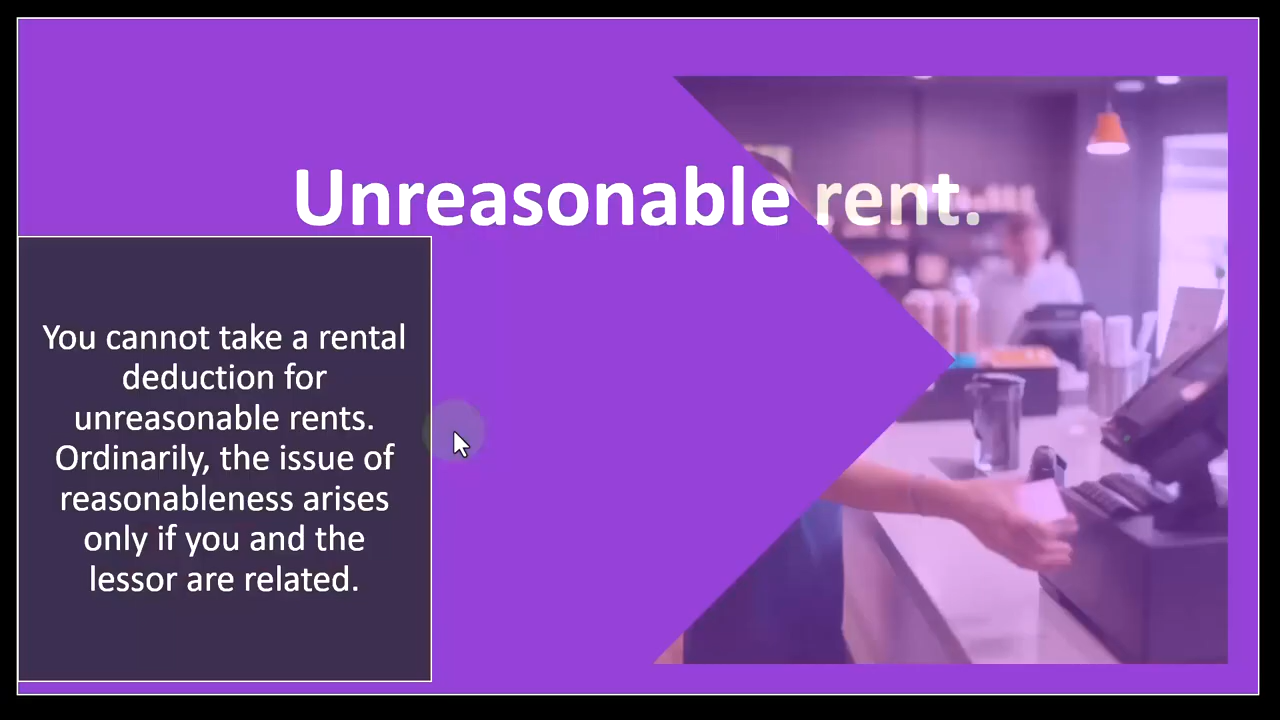 Unreasonable rent.
You cannot take a rental
deduction for
unreasonable rents.
Ordinarily, the issue of
reasonableness arises
only if you and the
lessor are related.